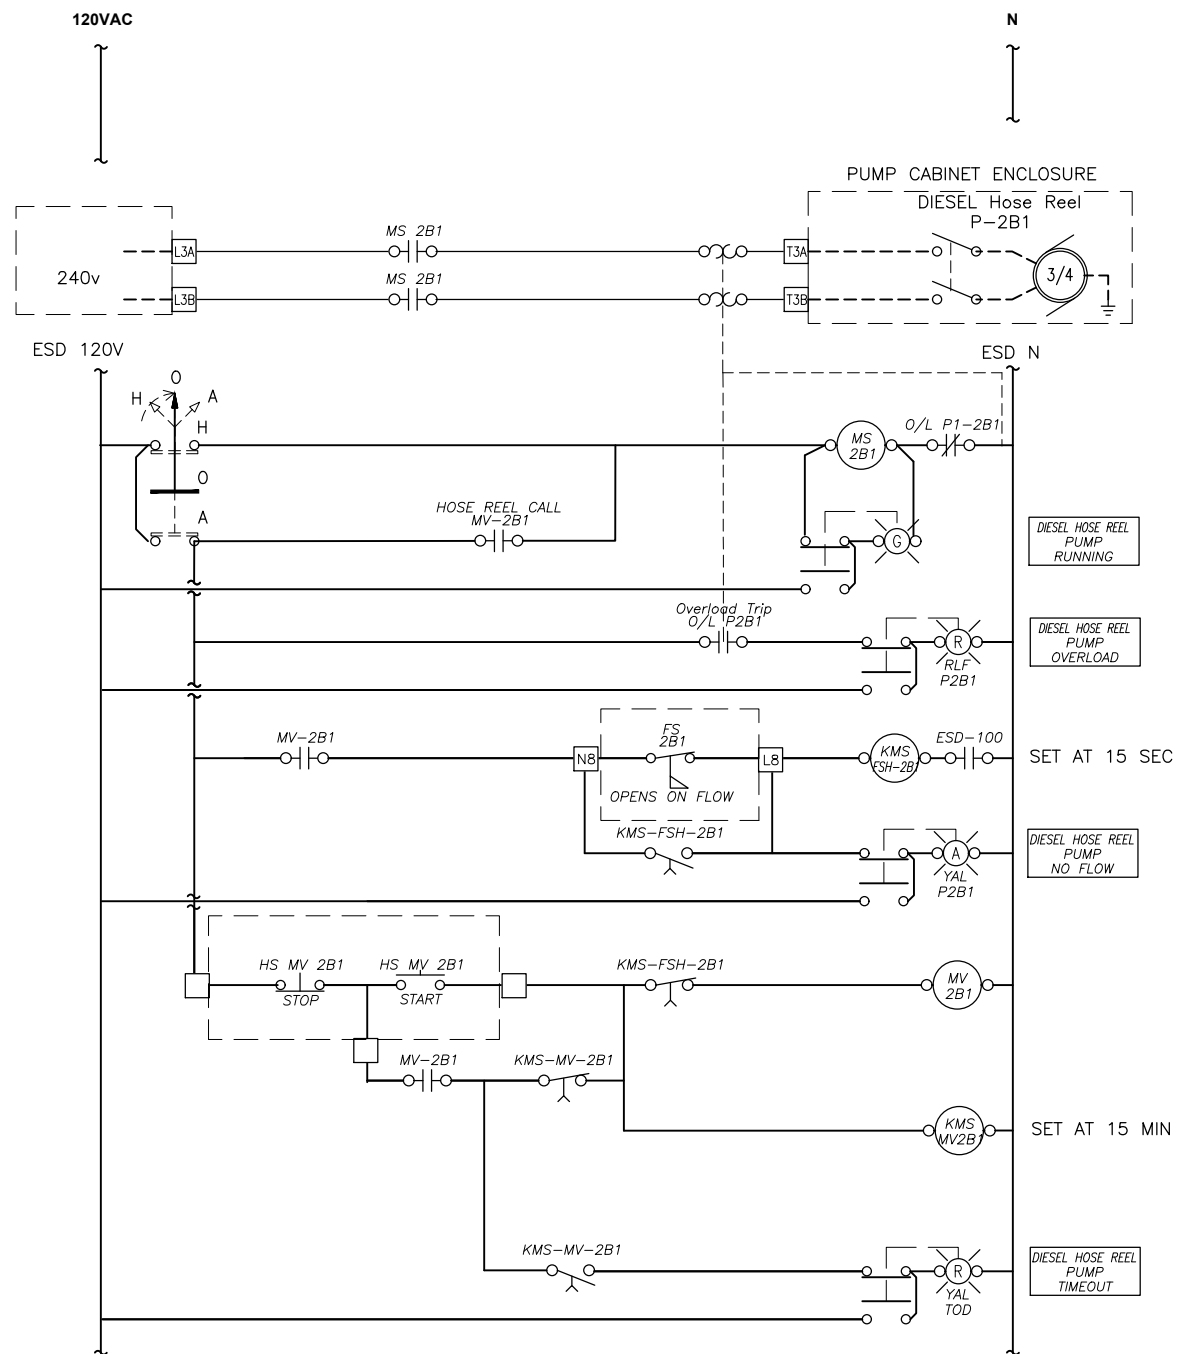 120VAC
N
PUMP CABINET ENCLOSURE
DIESEL Hose Reel
P-2B1
MS 2B1
L3A
T3A
240v
MS 2B1
3/4
L3B
T3B
ESD 120V
ESD N
O
H
A
H
O/L P1-2B1
MS
2B1
O
A
HOSE REEL CALL
MV-2B1
G
DIESEL HOSE REEL
PUMP
RUNNING
Overload Trip
O/L P2B1
R
RLF
P2B1
DIESEL HOSE REEL
PUMP
OVERLOAD
MV-2B1
N8
FS
2B1
OPENS ON FLOW
L8
KMS
FSH-2B1
ESD-100
SET AT 15 SEC
KMS-FSH-2B1
A
YAL
P2B1
DIESEL HOSE REEL
PUMP
NO FLOW
HS MV 2B1
STOP
HS MV 2B1
START
KMS-FSH-2B1
MV
2B1
MV-2B1
KMS-MV-2B1
KMS
MV2B1
SET AT 15 MIN
KMS-MV-2B1
R
YAL
TOD
DIESEL HOSE REEL
PUMP
TIMEOUT